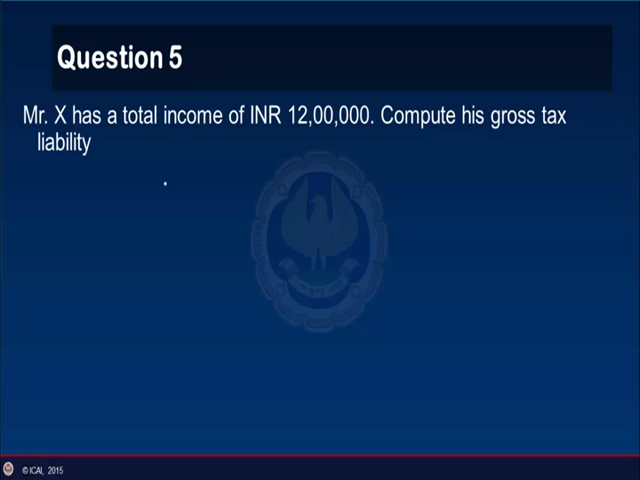 Question 5
Mr. X has a total income of INR 12,00,000. Compute his gross tax
liability
© ICAI, 2015